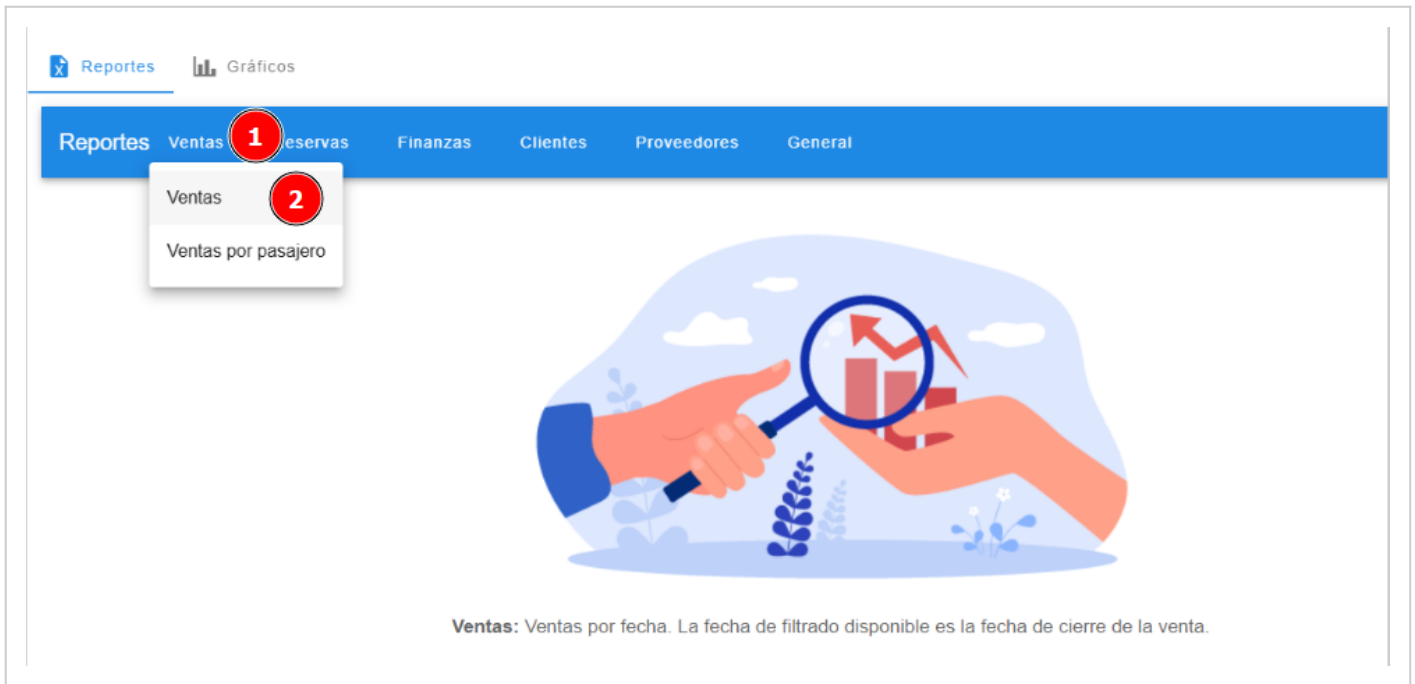 Reportes Gráficos
Reportes Ventas 1 eservas Finanzas Clientes Proveedores General
Ventas 2
Ventas por pasajero
Ventas: Ventas por fecha. La fecha de filtrado disponible es la fecha de cierre de la venta.